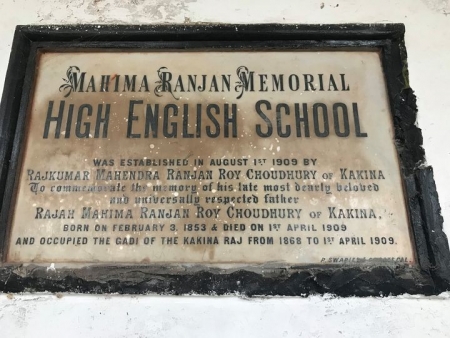 MAHIMA RANJAN MEMORIAL
HIGH ENGLISH SCHOOL
WAS ESTABLISHED IN AUGUST 1ST 1909 BY
RAJKUMAR MAHENDRA RANJAN ROY CHOUDHURY OF KAKINA
To commemorate the memory of his late most dearly beloved
and universally respected father
RAJAH MAHIMA RANJAN ROY CHOUDHURY OF KAKINA,
BORN ON FEBRUARY 3, 1853 & DIED ON 1ST APRIL 1909
AND OCCUPIED THE GADI OF THE KAKINA RAJ FROM 1868 TO 1ST APRIL 1909.
P. SWARIES